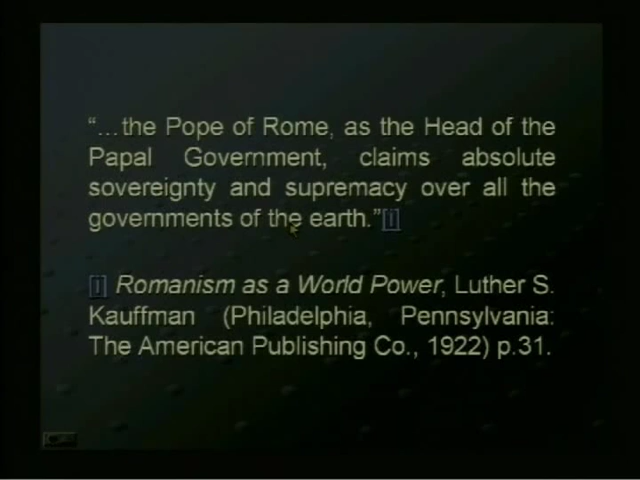 “...the Pope of Rome, as the Head of the
Papal Government, claims absolute
sovereignty and supremacy over all the
governments of the earth.”[i]
[i] Romanism as a World Power, Luther S.
Kauffman (Philadelphia, Pennsylvania:
The American Publishing Co., 1922) p.31.